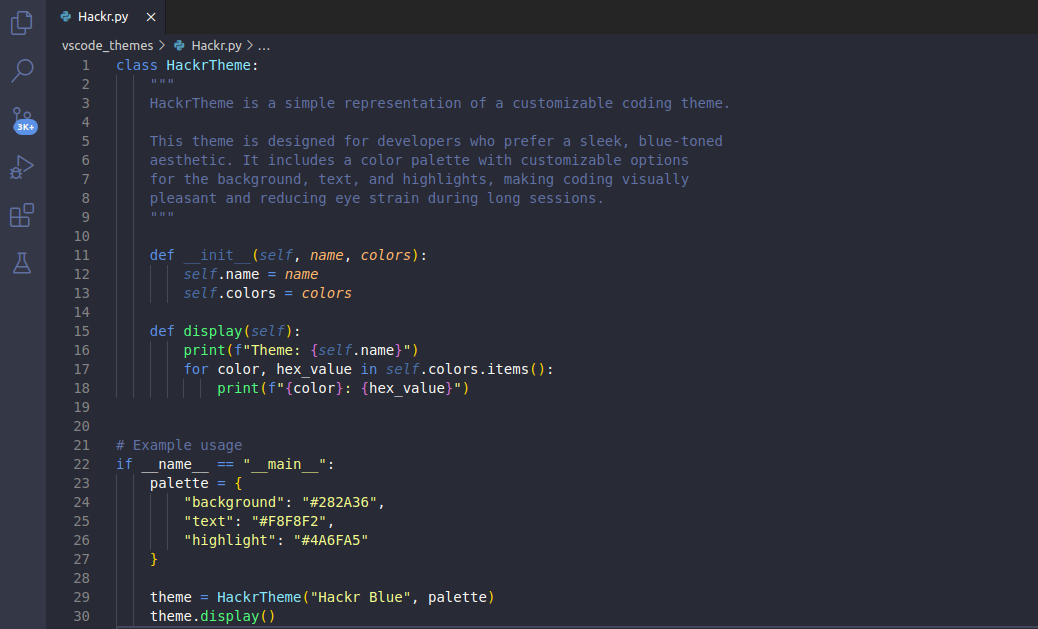 Hackr.py
vscode_themes > Hackr.py > ...
3K+
1 class HackrTheme:
2     """
3     HackrTheme is a simple representation of a customizable coding theme.
4
5     This theme is designed for developers who prefer a sleek, blue-toned
6     aesthetic. It includes a color palette with customizable options
7     for the background, text, and highlights, making coding visually
8     pleasant and reducing eye strain during long sessions.
9     """
10
11     def __init__(self, name, colors):
12         self.name = name
13         self.colors = colors
14
15     def display(self):
16         print(f"Theme: {self.name}")
17         for color, hex_value in self.colors.items():
18             print(f"{color}: {hex_value}")
19
20
21 # Example usage
22 if __name__ == "__main__":
23     palette = {
24         "background": "#282A36",
25         "text": "#F8F8F2",
26         "highlight": "#4A6FA5"
27     }
28
29     theme = HackrTheme("Hackr Blue", palette)
30     theme.display()